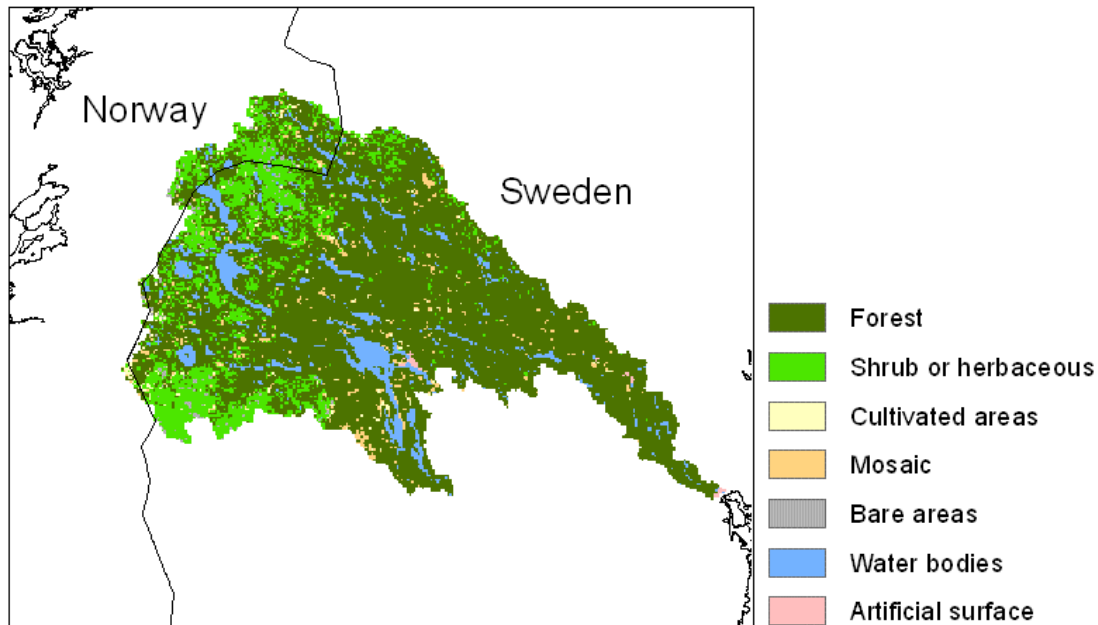 Norway
Sweden
Forest
Shrub or herbaceous
Cultivated areas
Mosaic
Bare areas
Water bodies
Artificial surface